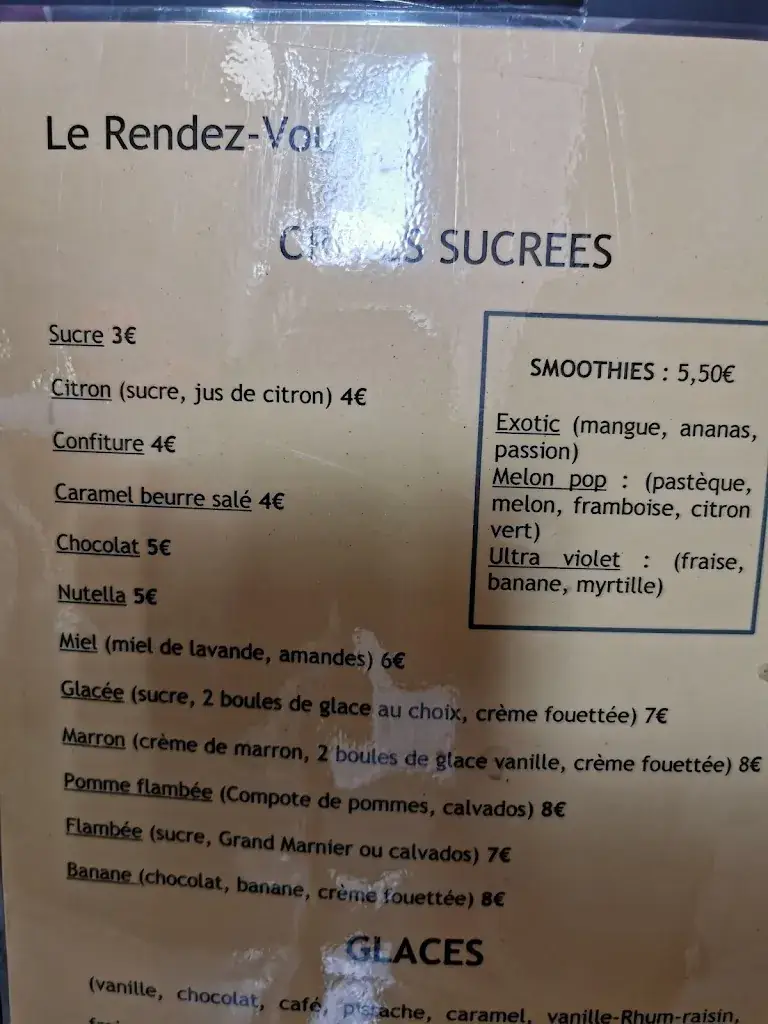 Le Rendez-Vou
SUCREES
Sucre 3€
Citron (sucre, jus de citron) 4€
Confiture 4€
Caramel beurre salé 4€
Chocolat 5€
Nutella 5€
Miel (miel de lavande, amandes) 6€
Glacée (sucre, 2 boules de glace au choix, crème fouettée) 7€
Marron (crème de marron, 2 boules de glace vanille, crème fouettée) 8€
Pomme flambée (Compote de pommes, calvados) 8€
Flambée (sucre, Grand Marnier ou calvados) 7€
Banane (chocolat, banane, crème fouettée) 8€
SMOOTHIES : 5,50€
Exotic (mangue, ananas,
passion)
Melon pop : (pastèque,
melon, framboise, citron
vert)
Ultra violet : (fraise,
banane, myrtille)
GLACES
(vanille, chocolat, café, pistache, caramel, vanille-Rhum-raisin,